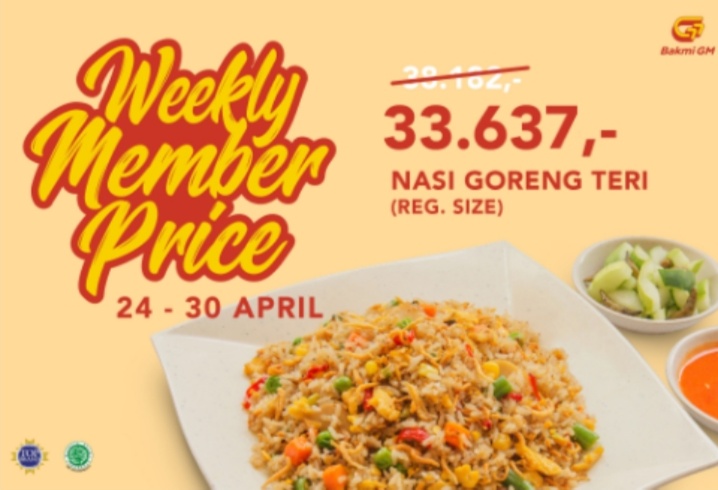 Weekly
Member
Price
24 - 30 APRIL
38.182,-
33.637,-
NASI GORENG TERI
(REG. SIZE)
Bakmi GM